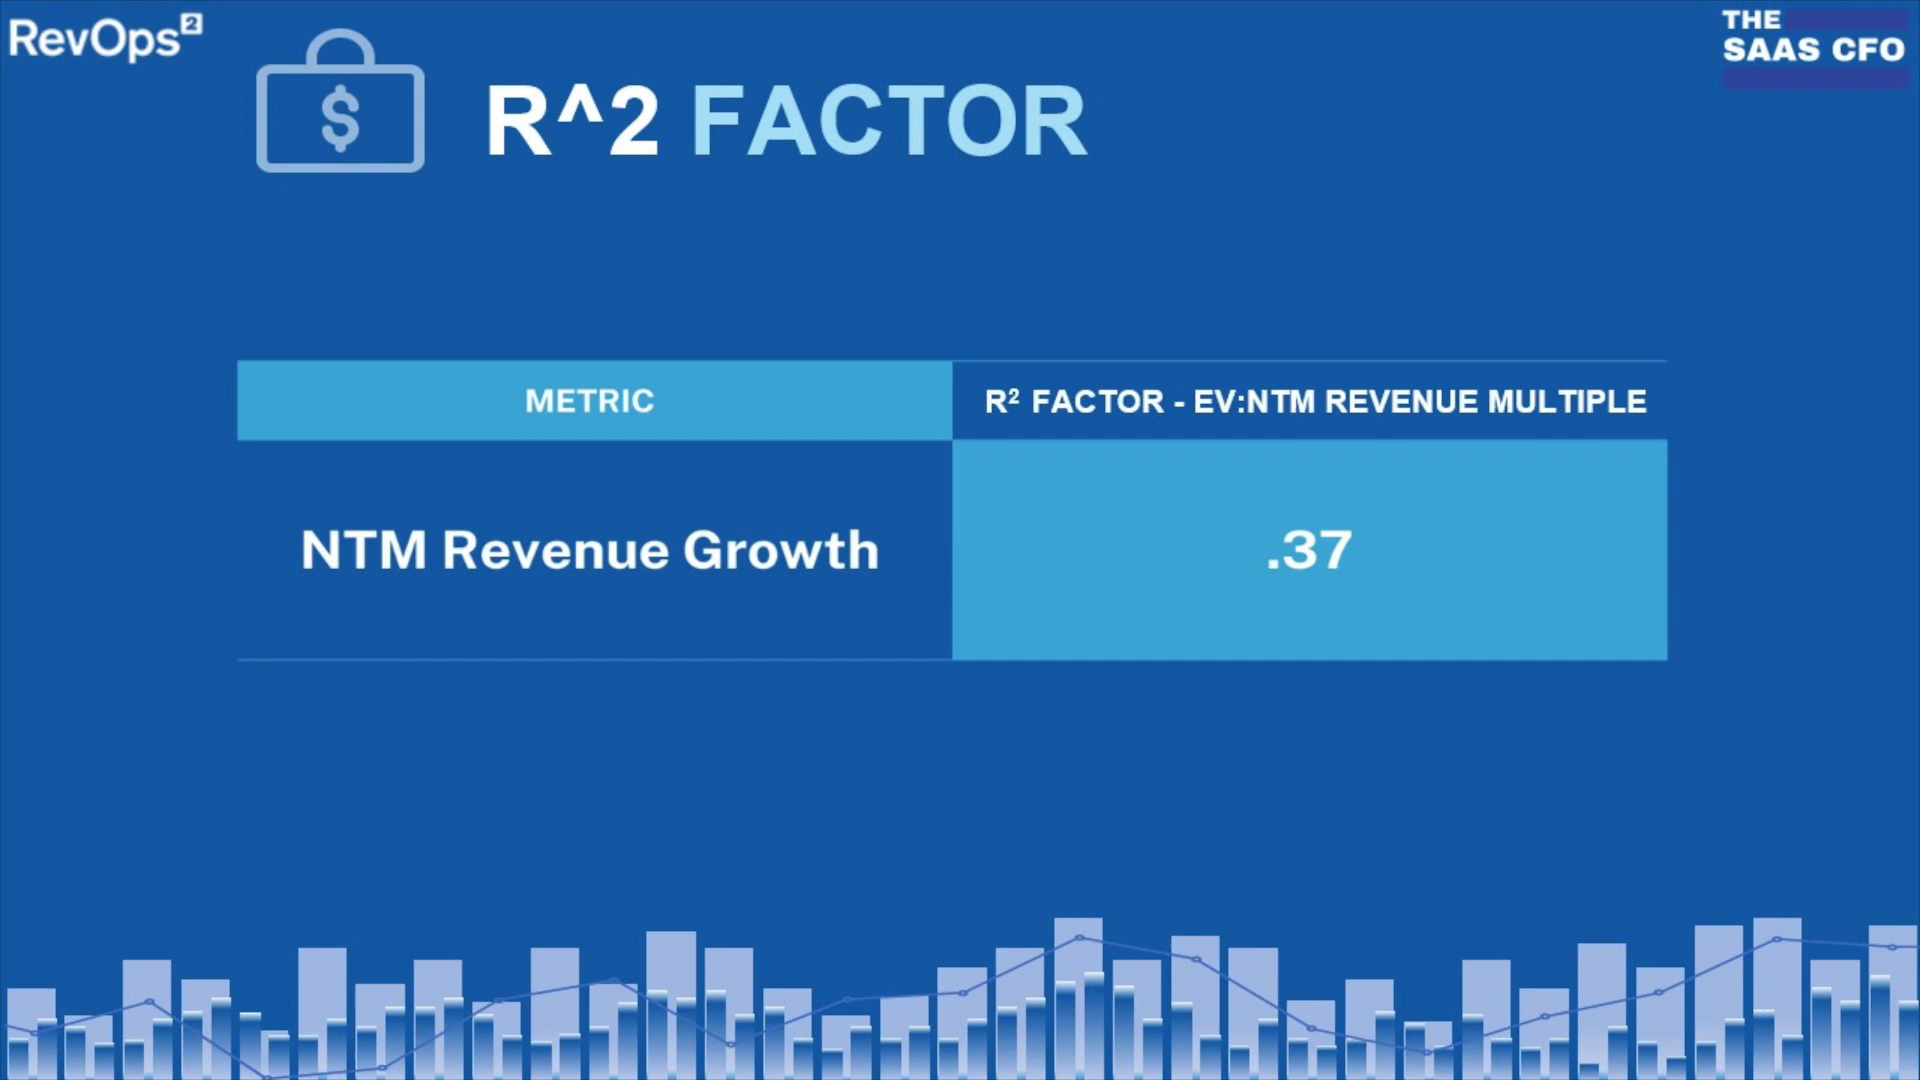 RevOps²
THE
SAAS CFO
$
R^2 FACTOR
METRIC
R² FACTOR - EV:NTM REVENUE MULTIPLE
NTM Revenue Growth
.37